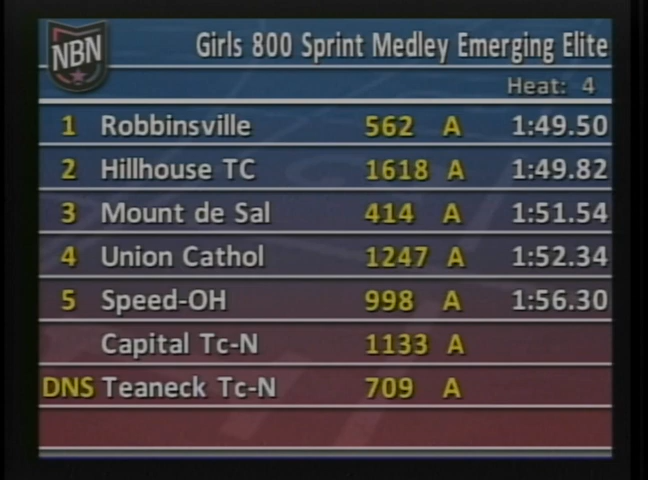 NBN
Girls 800 Sprint Medley Emerging Elite
Heat: 4
1 Robbinsville 562 A 1:49.50
2 Hillhouse TC 1618 A 1:49.82
3 Mount de Sal 414 A 1:51.54
4 Union Cathol 1247 A 1:52.34
5 Speed-OH 998 A 1:56.30
Capital Tc-N 1133 A
DNS Teaneck Tc-N 709 A